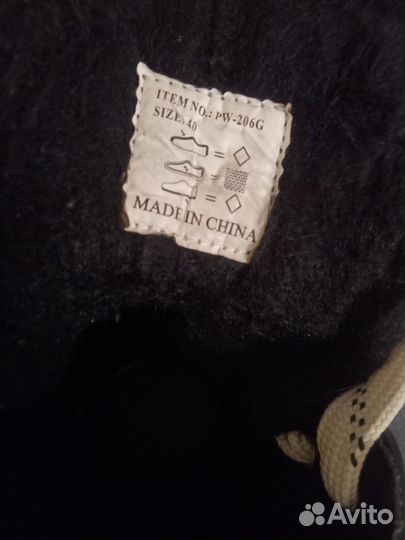 ITEM NO.: PW-206G
SIZE: 40
= ◇
=
= ◇
MADE IN CHINA
Avito